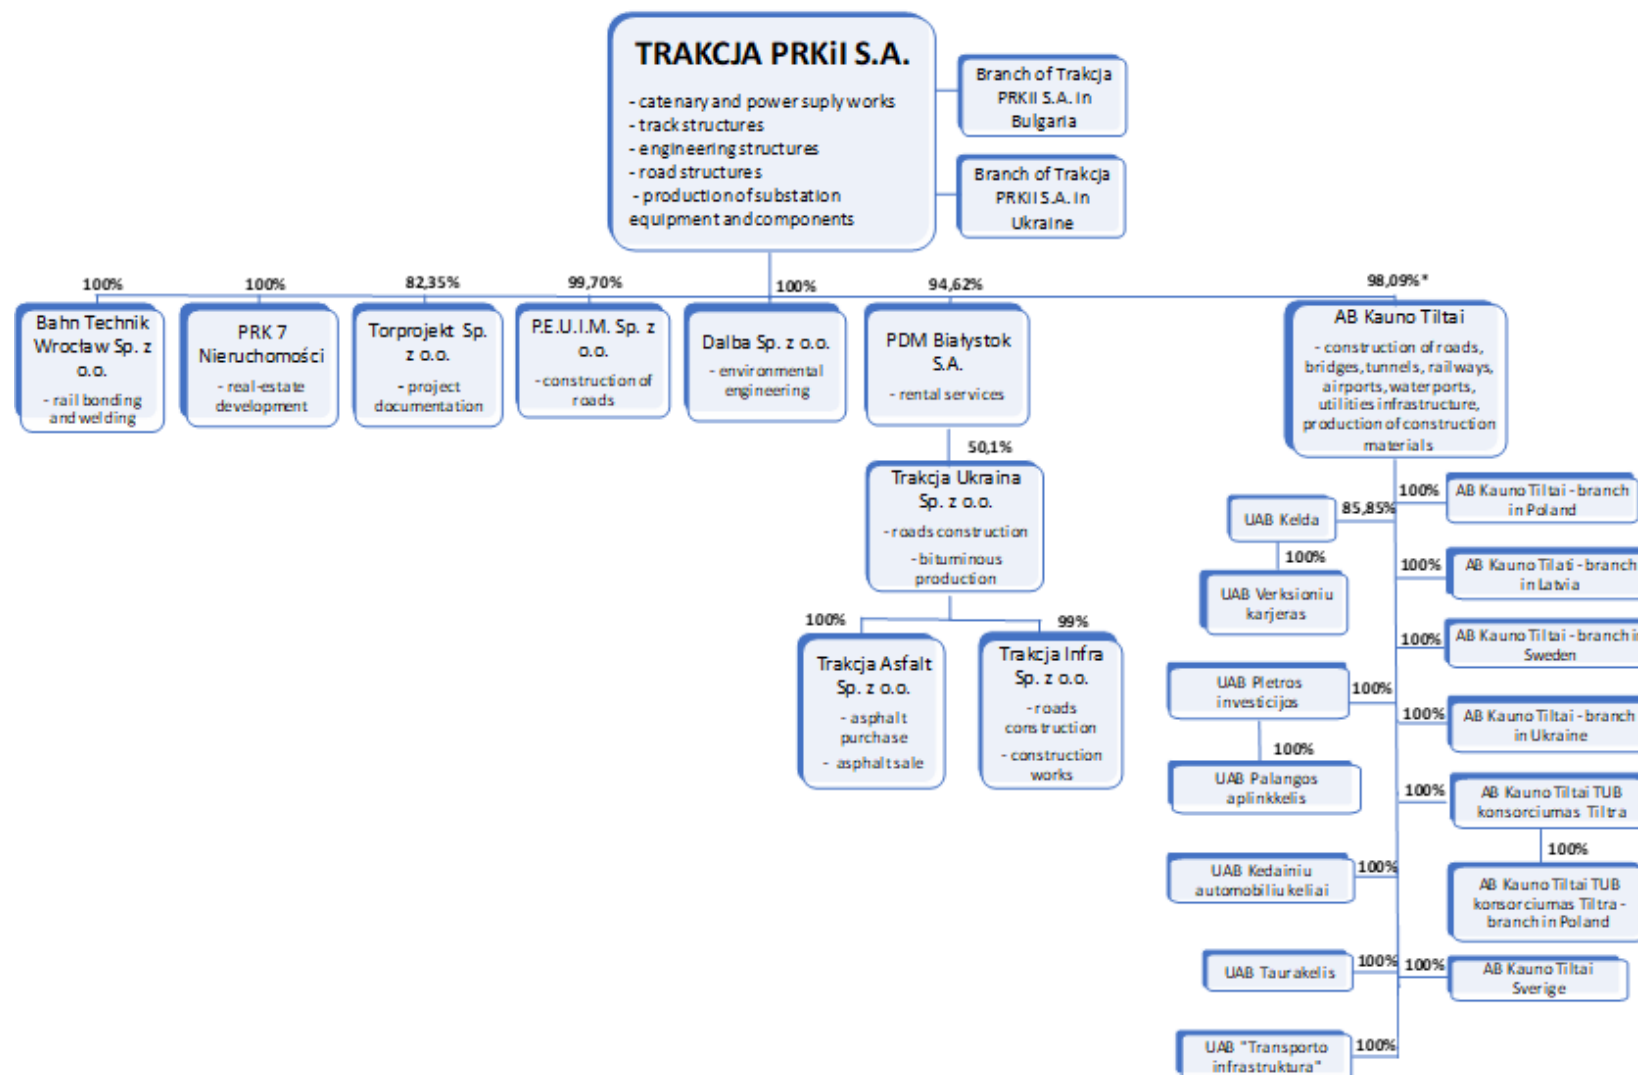 TRAKCJA PRKiI S.A.
- catenary and power suply works
- track structures
- engineering structures
- road structures
- production of substation
equipment and components
Branch of Trakcja
PRKiI S.A. in
Bulgaria
Branch of Trakcja
PRKiI S.A. in
Ukraine
100%
100%
82,35%
99,70%
100%
94,62%
98,09%*
Bahn Technik
Wrocław Sp. z
o.o.
- rail bonding
and welding
PRK 7
Nieruchomości
- real-estate
development
Torprojekt Sp.
z o.o.
- project
documentation
P.E.U.I.M. Sp. z
o.o.
- construction of
roads
Dalba Sp. z o.o.
- environmental
engineering
PDM Białystok
S.A.
- rental services
AB Kauno Tiltai
- construction of roads,
bridges, tunnels, railways,
airports, water ports,
utilities infrastructure,
production of construction
materials
50,1%
Trakcja Ukraina
Sp. z o.o.
- roads construction
- bituminous
production
100%
99%
Trakcja Asfalt
Sp. z o.o.
- asphalt
purchase
- asphalt sale
Trakcja Infra
Sp. z o.o.
- roads
construction
- construction
works
UAB Kelda
85,85%
100%
UAB Verksioniu
karjeras
UAB Pletros
investicijos
100%
100%
UAB Palangos
aplinkkelis
UAB Kedainiu
automobiliu keliai
100%
UAB Taurakelis
100%
UAB "Transporto
infrastruktura"
100%
100%
AB Kauno Tiltai - branch
in Poland
100%
AB Kauno Tilati - branch
in Latvia
100%
AB Kauno Tiltai - branch in
Sweden
100%
AB Kauno Tiltai - branch
in Ukraine
100%
AB Kauno Tiltai TUB
konsorciumas Tiltra
100%
AB Kauno Tiltai TUB
konsorciumas Tiltra -
branch in Poland
100%
AB Kauno Tiltai
Sverige